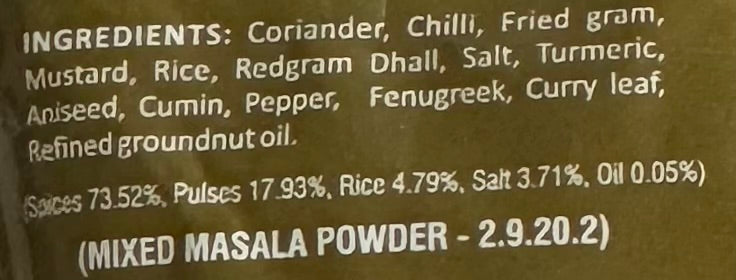 INGREDIENTS: Coriander, Chilli, Fried gram,
Mustard, Rice, Redgram Dhall, Salt, Turmeric,
Aniseed, Cumin, Pepper, Fenugreek, Curry leaf,
Refined groundnut oil.
(Spices 73.52%, Pulses 17.93%, Rice 4.79%, Salt 3.71%, Oil 0.05%)
(MIXED MASALA POWDER - 2.9.20.2)